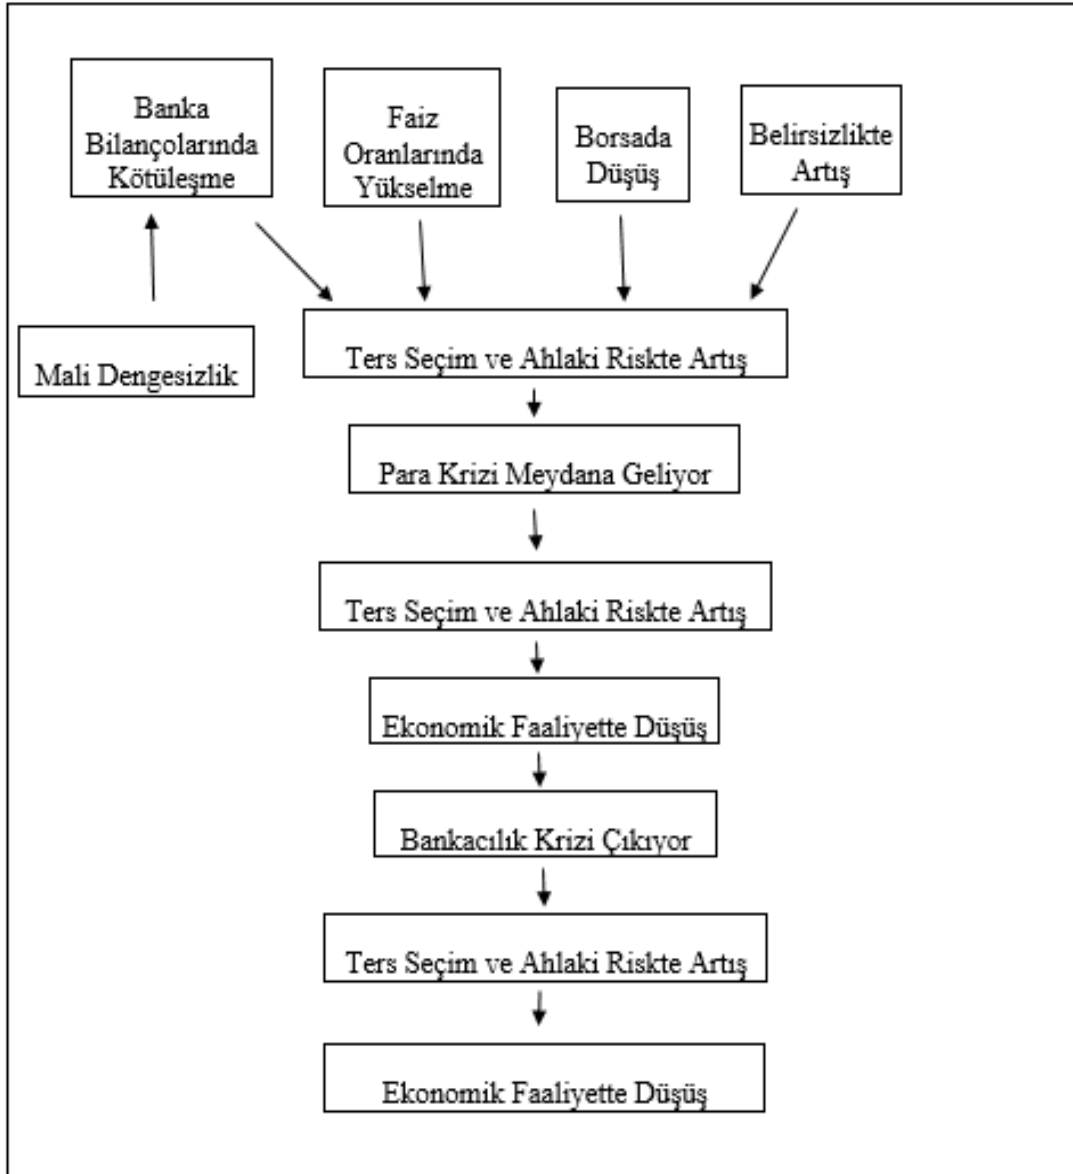 Banka
Bilançolarında
Kötüleşme
Faiz
Oranlarında
Yükselme
Borsada
Düşüş
Belirsizlikte
Artış
Mali Dengesizlik
Ters Seçim ve Ahlaki Riskte Artış
Para Krizi Meydana Geliyor
Ters Seçim ve Ahlaki Riskte Artış
Ekonomik Faaliyette Düşüş
Bankacılık Krizi Çıkıyor
Ters Seçim ve Ahlaki Riskte Artış
Ekonomik Faaliyette Düşüş